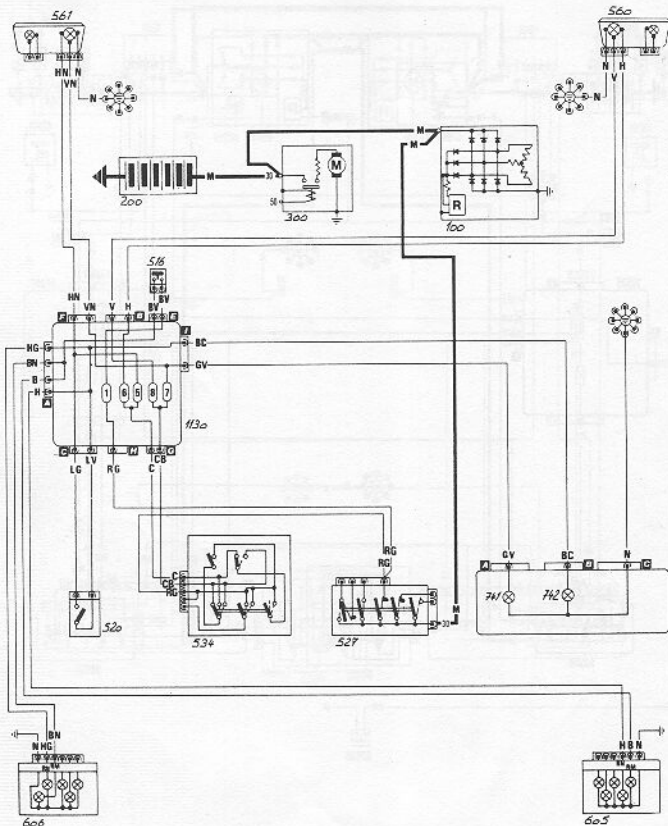 561
560
HN N
VN
N
N H
V
N
M
M
M
30
50
M
R
200
300
100
516
BV
BV
HN VN V H
F D E
HG
BN
B
H
A
I
BC
GV
1 6 5 8 7
1130
C H G
LG
LV
RG
C
CB
RG
RG
C
CB
RG
M
30
520
534
527
GV BC N
A D C
741
742
N HG
BN
H B N
606
605